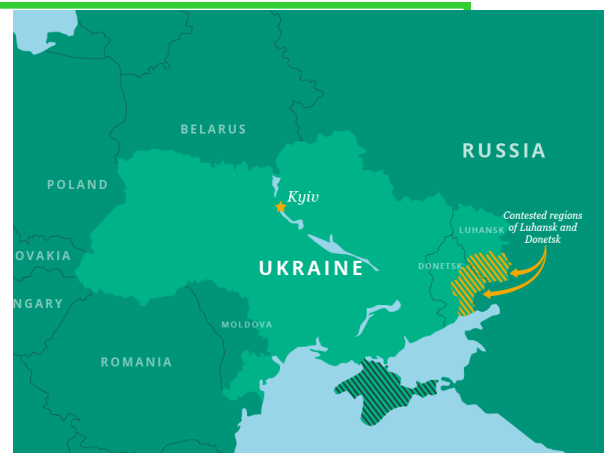 BELARUS
RUSSIA
POLAND
Kyiv
Contested regions
of Luhansk and
Donetsk
LUHANSK
OVAKIA
UKRAINE
DONETSK
NGARY
MOLDOVA
ROMANIA